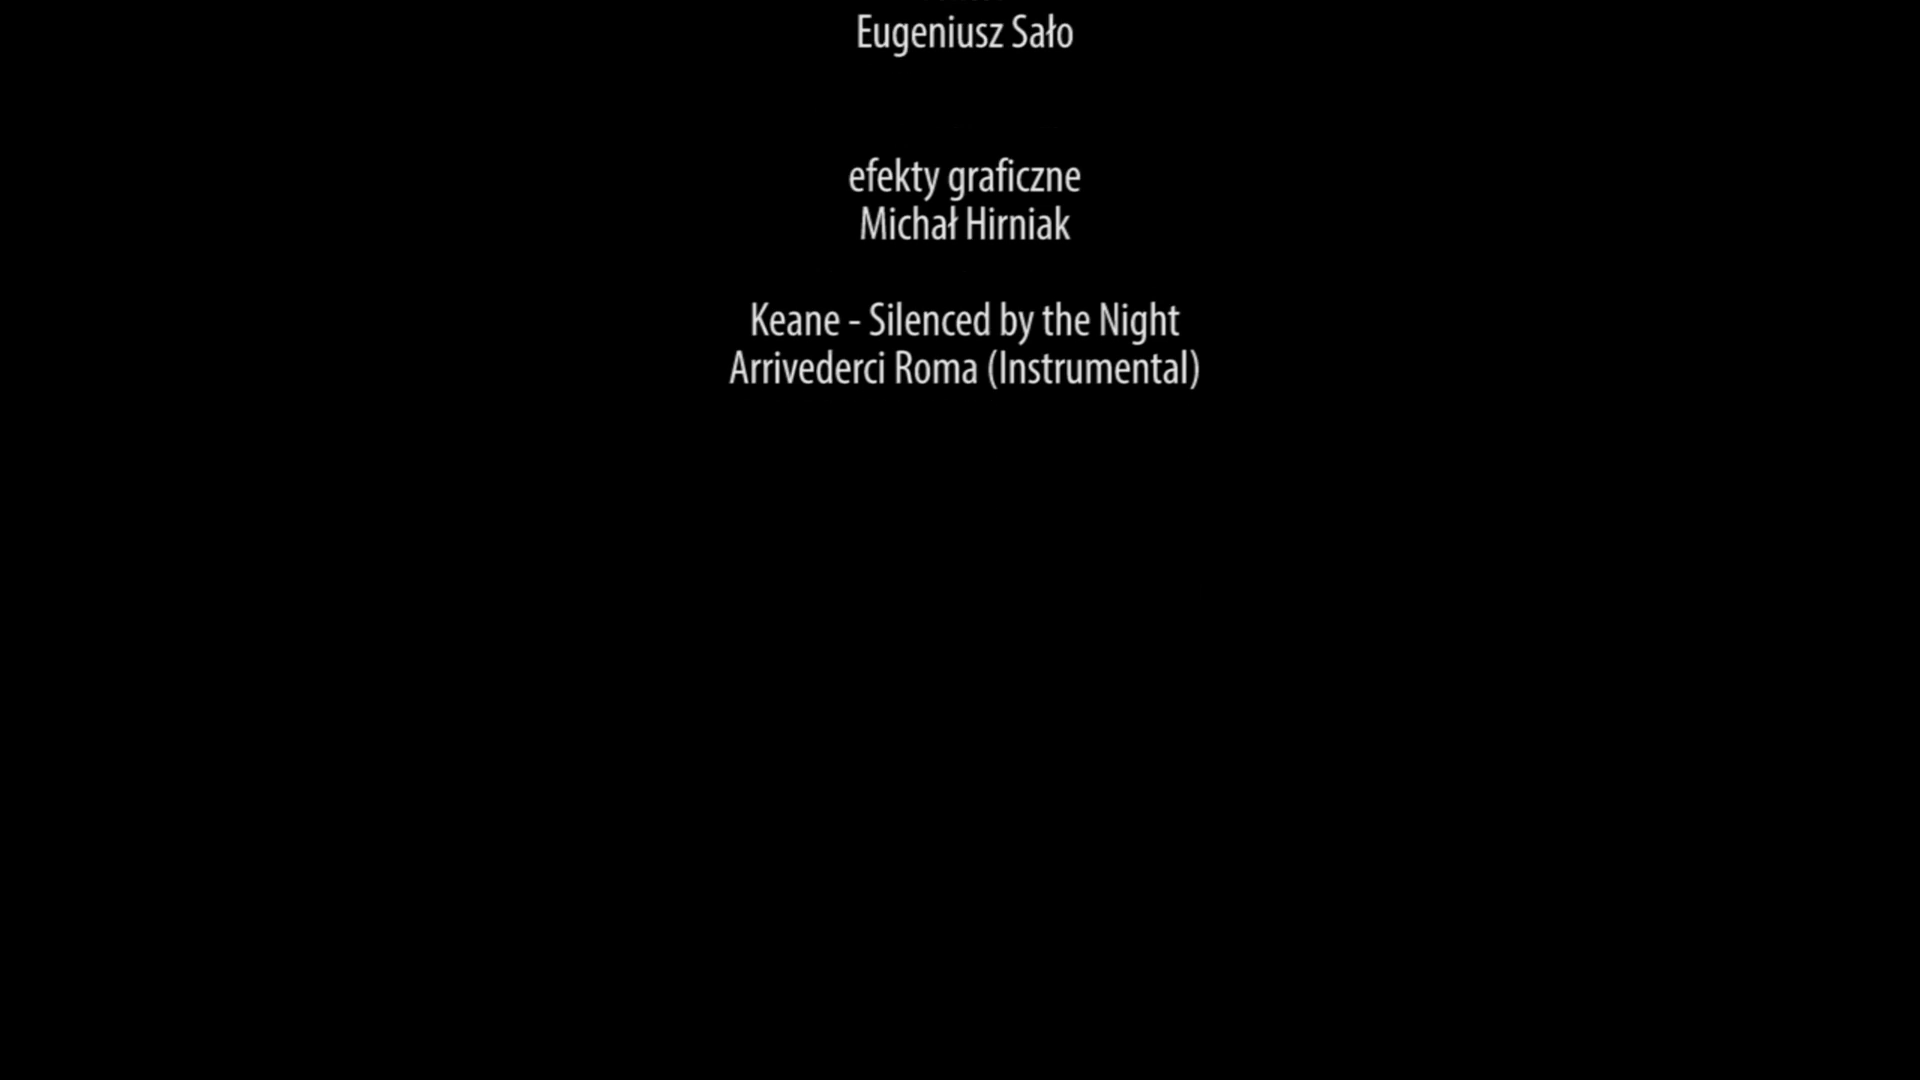 Eugeniusz Sało
efekty graficzne
Michał Hirniak
Keane - Silenced by the Night
Arrivederci Roma (Instrumental)